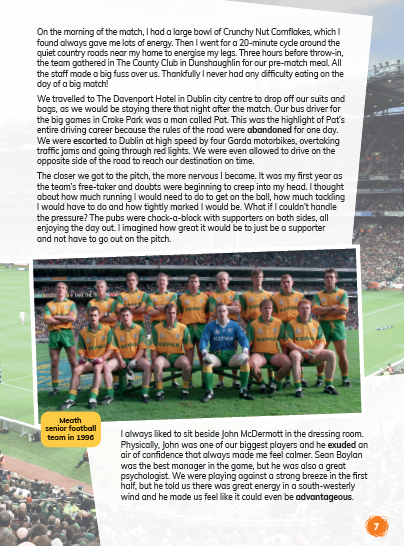 On the morning of the match, I had a large bowl of Crunchy Nut Cornflakes, which I
found always gave me lots of energy. Then I went for a 20-minute cycle around the
quiet country roads near my home to energise my legs. Three hours before throw-in,
the team gathered in The County Club in Dunshaughlin for our pre-match meal. All
the staff made a big fuss over us. Thankfully I never had any difficulty eating on the
day of a big match!
We travelled to The Davenport Hotel in Dublin city centre to drop off our suits and
bags, as we would be staying there that night after the match. Our bus driver for
the big games in Croke Park was a man called Pat. This was the highlight of Pat's
entire driving career because the rules of the road were abandoned for one day.
We were escorted to Dublin at high speed by four Garda motorbikes, overtaking
traffic jams and going through red lights. We were even allowed to drive on the
opposite side of the road to reach our destination on time.
The closer we got to the pitch, the more nervous I became. It was my first year as
the team's free-taker and doubts were beginning to creep into my head. I thought
about how much running I would need to do to get on the ball, how much tackling
I would have to do and how tightly marked I would be. What if I couldn't handle
the pressure? The pubs were chock-a-block with supporters on both sides, all
enjoying the day out. I imagined how great it would be to just be a supporter
and not have to go out on the pitch.
KEPAK
KEPAK
KEPAK
KEPAK
Meath
senior football
team in 1996
I always liked to sit beside John McDermott in the dressing room.
Physically, John was one of our biggest players and he exuded an
air of confidence that always made me feel calmer. Sean Boylan
was the best manager in the game, but he was also a great
psychologist. We were playing against a strong breeze in the first
half, but he told us there was great energy in a south-westerly
wind and he made us feel like it could even be advantageous.
7